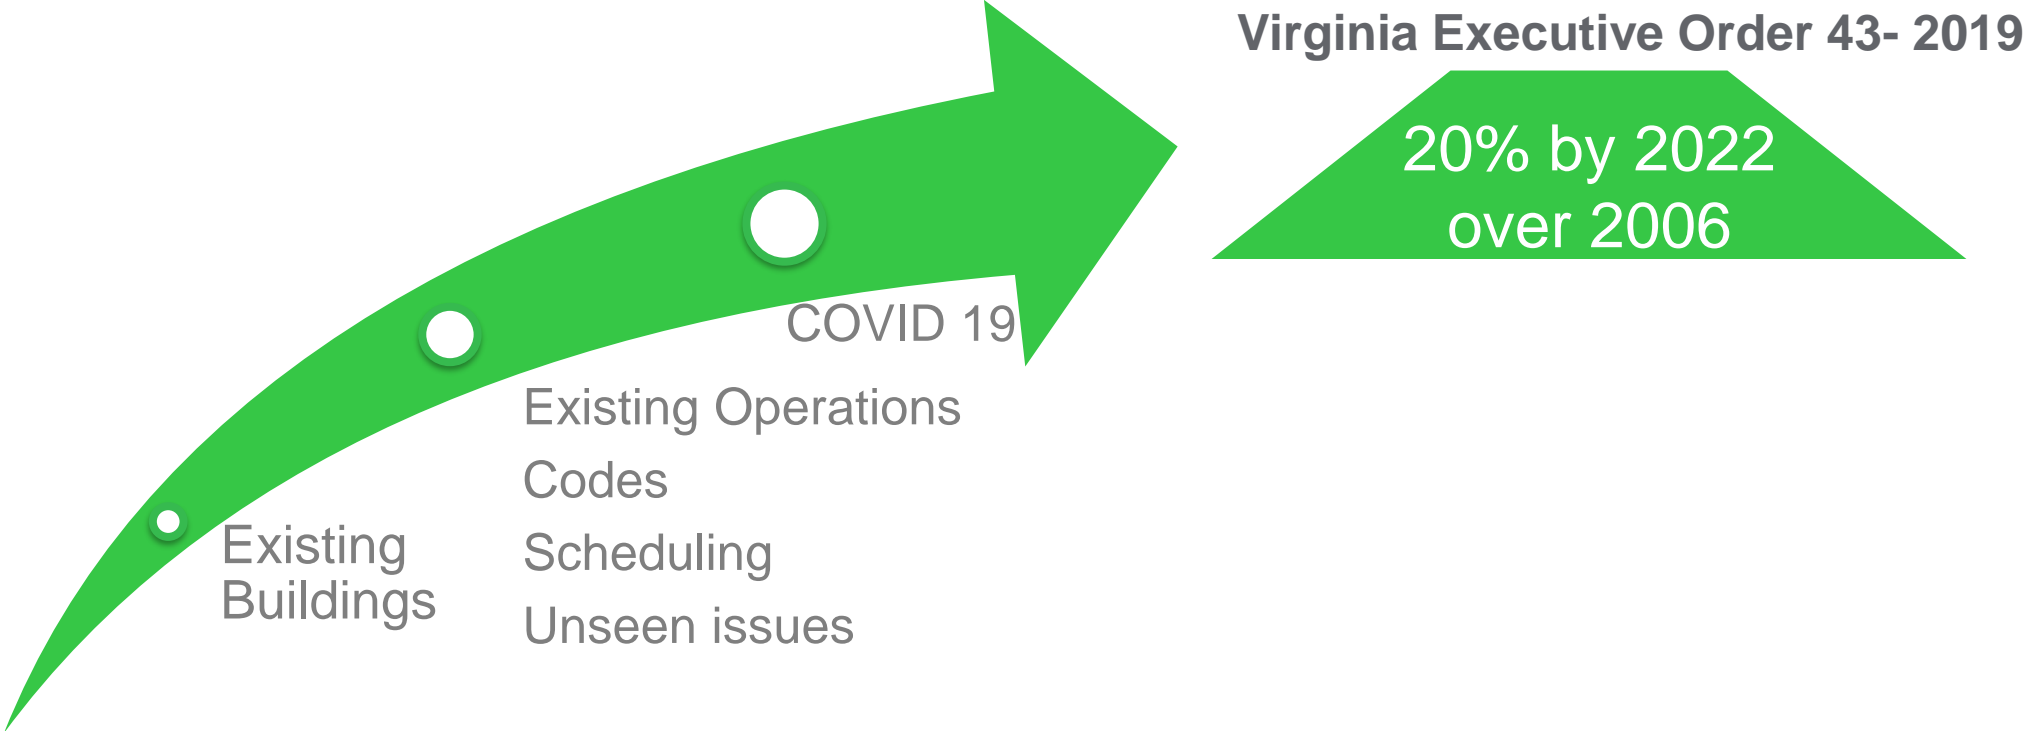 Virginia Executive Order 43- 2019
20% by 2022
over 2006
COVID 19
Existing Operations
Codes
Scheduling
Unseen issues
Existing
Buildings